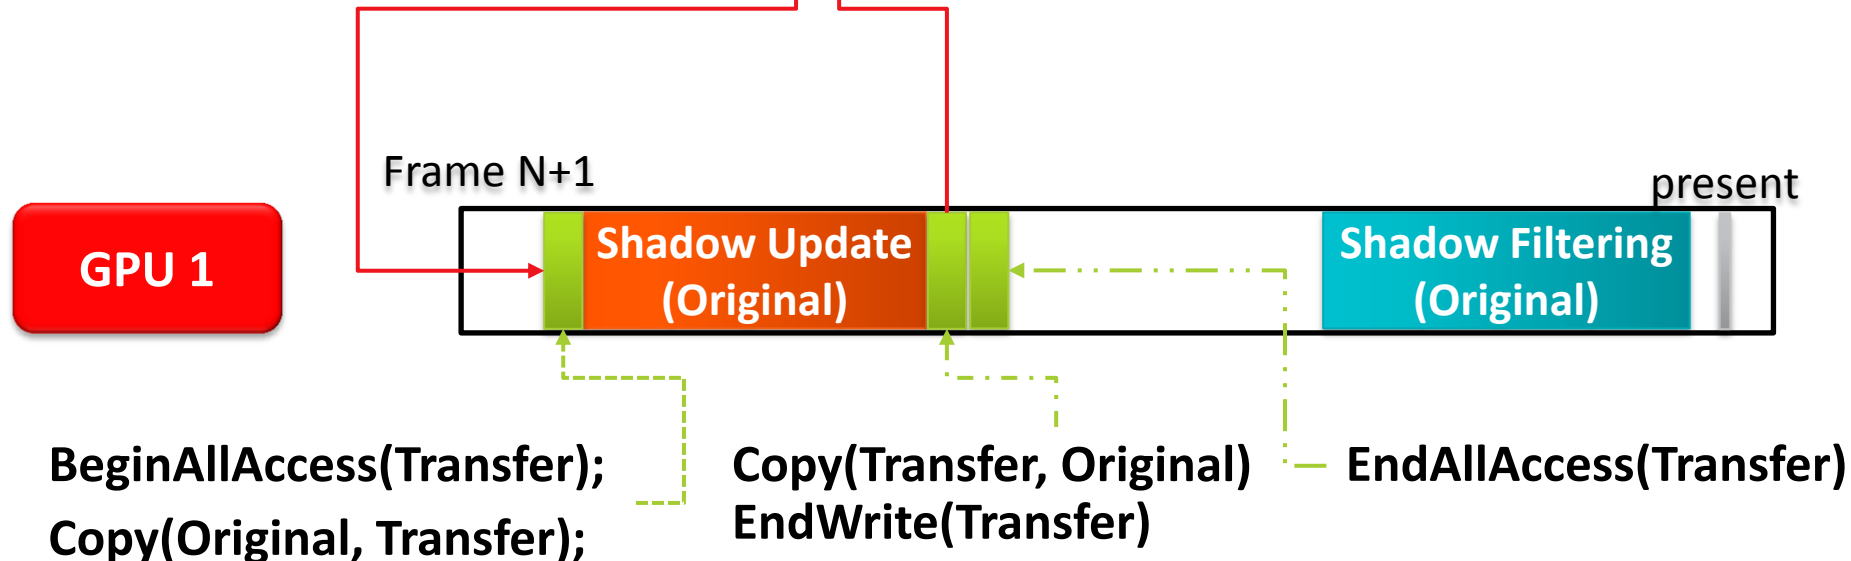 Frame N+1
present
GPU 1
Shadow Update
(Original)
Shadow Filtering
(Original)
BeginAllAccess(Transfer);
Copy(Original, Transfer);
Copy(Transfer, Original)
EndWrite(Transfer)
EndAllAccess(Transfer)